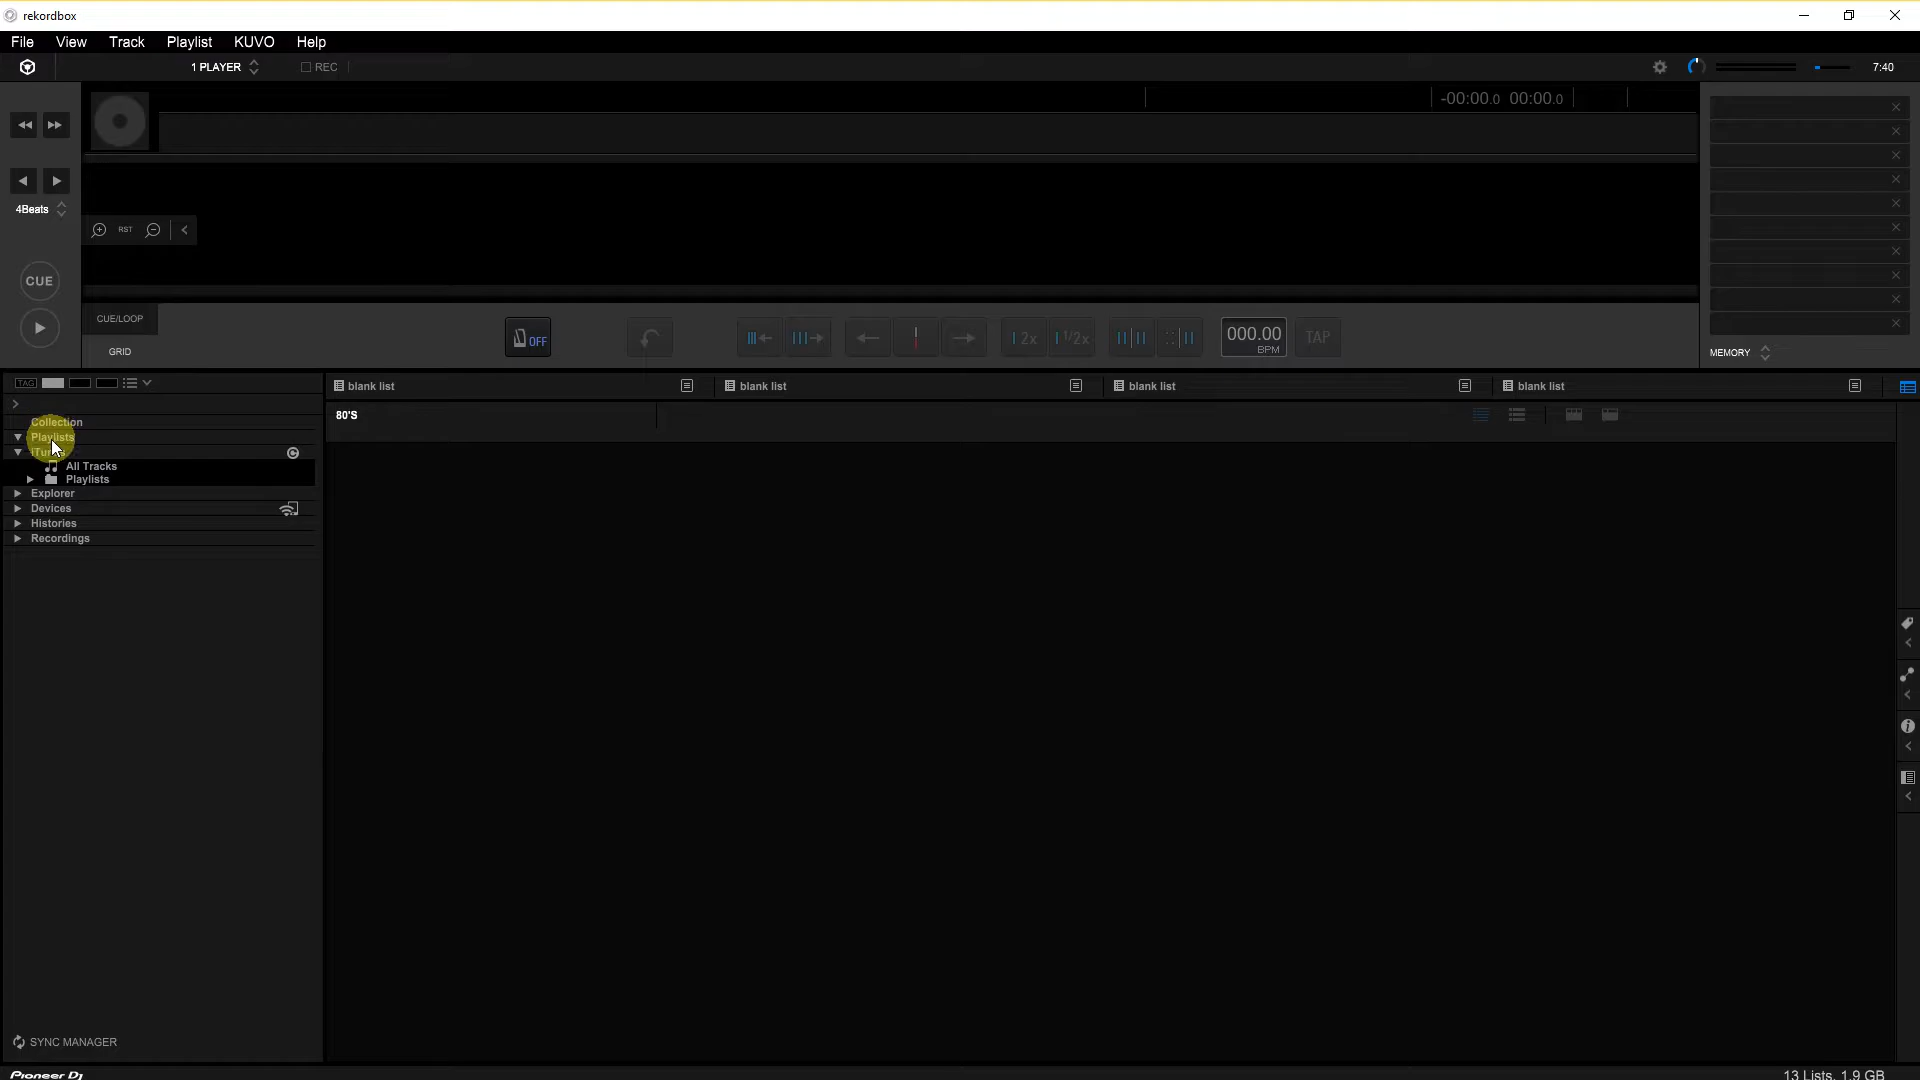 rekordbox
File View Track Playlist KUVO Help
1 PLAYER REC 7:40
-00:00.0 00:00.0
4Beats
RST
CUE
CUE/LOOP
GRID
OFF
2x 1/2x
000.00
BPM
TAP
MEMORY
TAG
blank list blank list blank list blank list
80'S
Collection
Playlists
iTunes
All Tracks
Playlists
Explorer
Devices
Histories
Recordings
SYNC MANAGER
Pioneer Dj
13 Lists, 1.9 GB